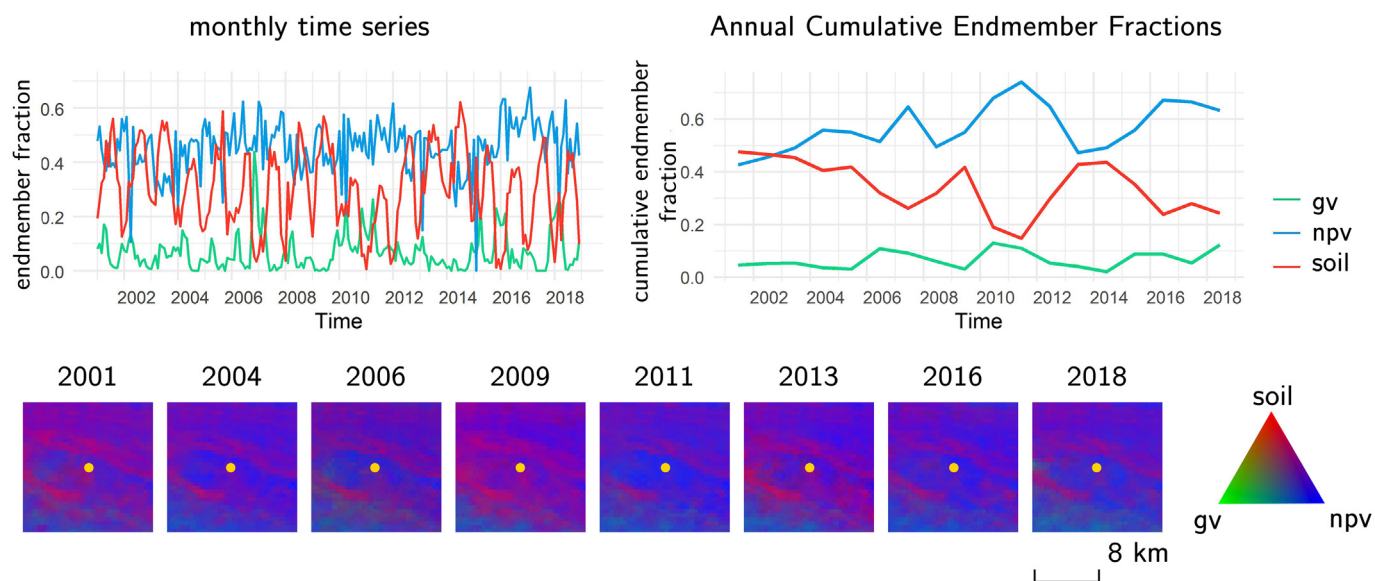 monthly time series
Annual Cumulative Endmember Fractions
endmember fraction
0.6
0.4
0.2
0.0
2002 2004 2006 2008 2010 2012 2014 2016 2018
Time
cumulative endmember
fraction
0.6
0.4
0.2
0.0
2002 2004 2006 2008 2010 2012 2014 2016 2018
Time
gv
npv
soil
2001 2004 2006 2009 2011 2013 2016 2018
soil
gv npv
8 km